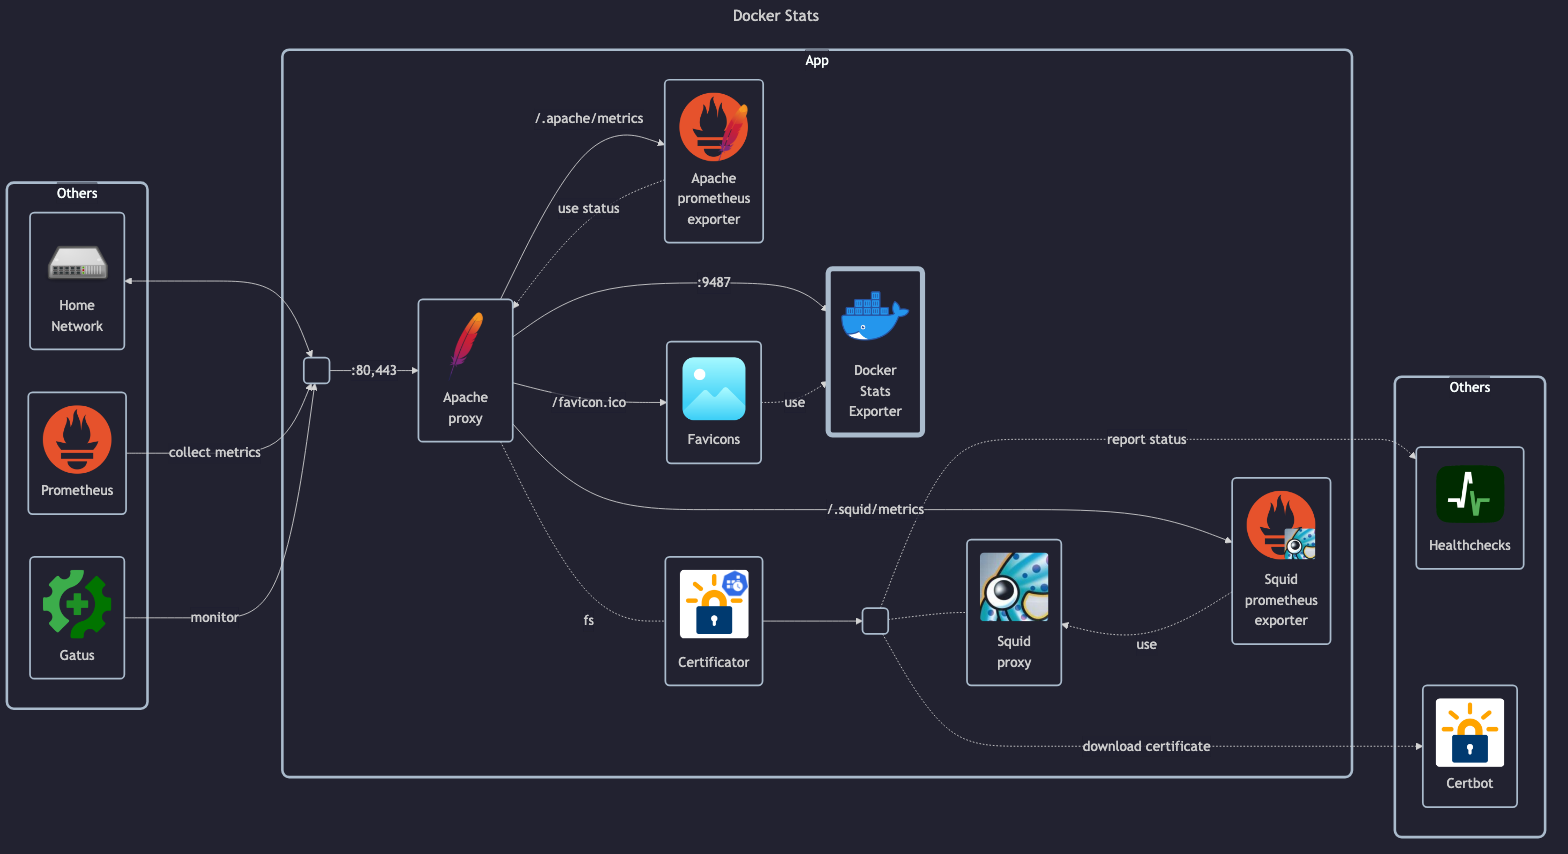 Docker Stats
App
Others
Home
Network
Prometheus
Gatus
collect metrics
monitor
:80,443
Apache
proxy
/.apache/metrics
use status
Apache
prometheus
exporter
:9487
/favicon.ico
Favicons
use
Docker
Stats
Exporter
/.squid/metrics
fs
Certificator
report status
Squid
proxy
use
Squid
prometheus
exporter
download certificate
Others
Healthchecks
Certbot